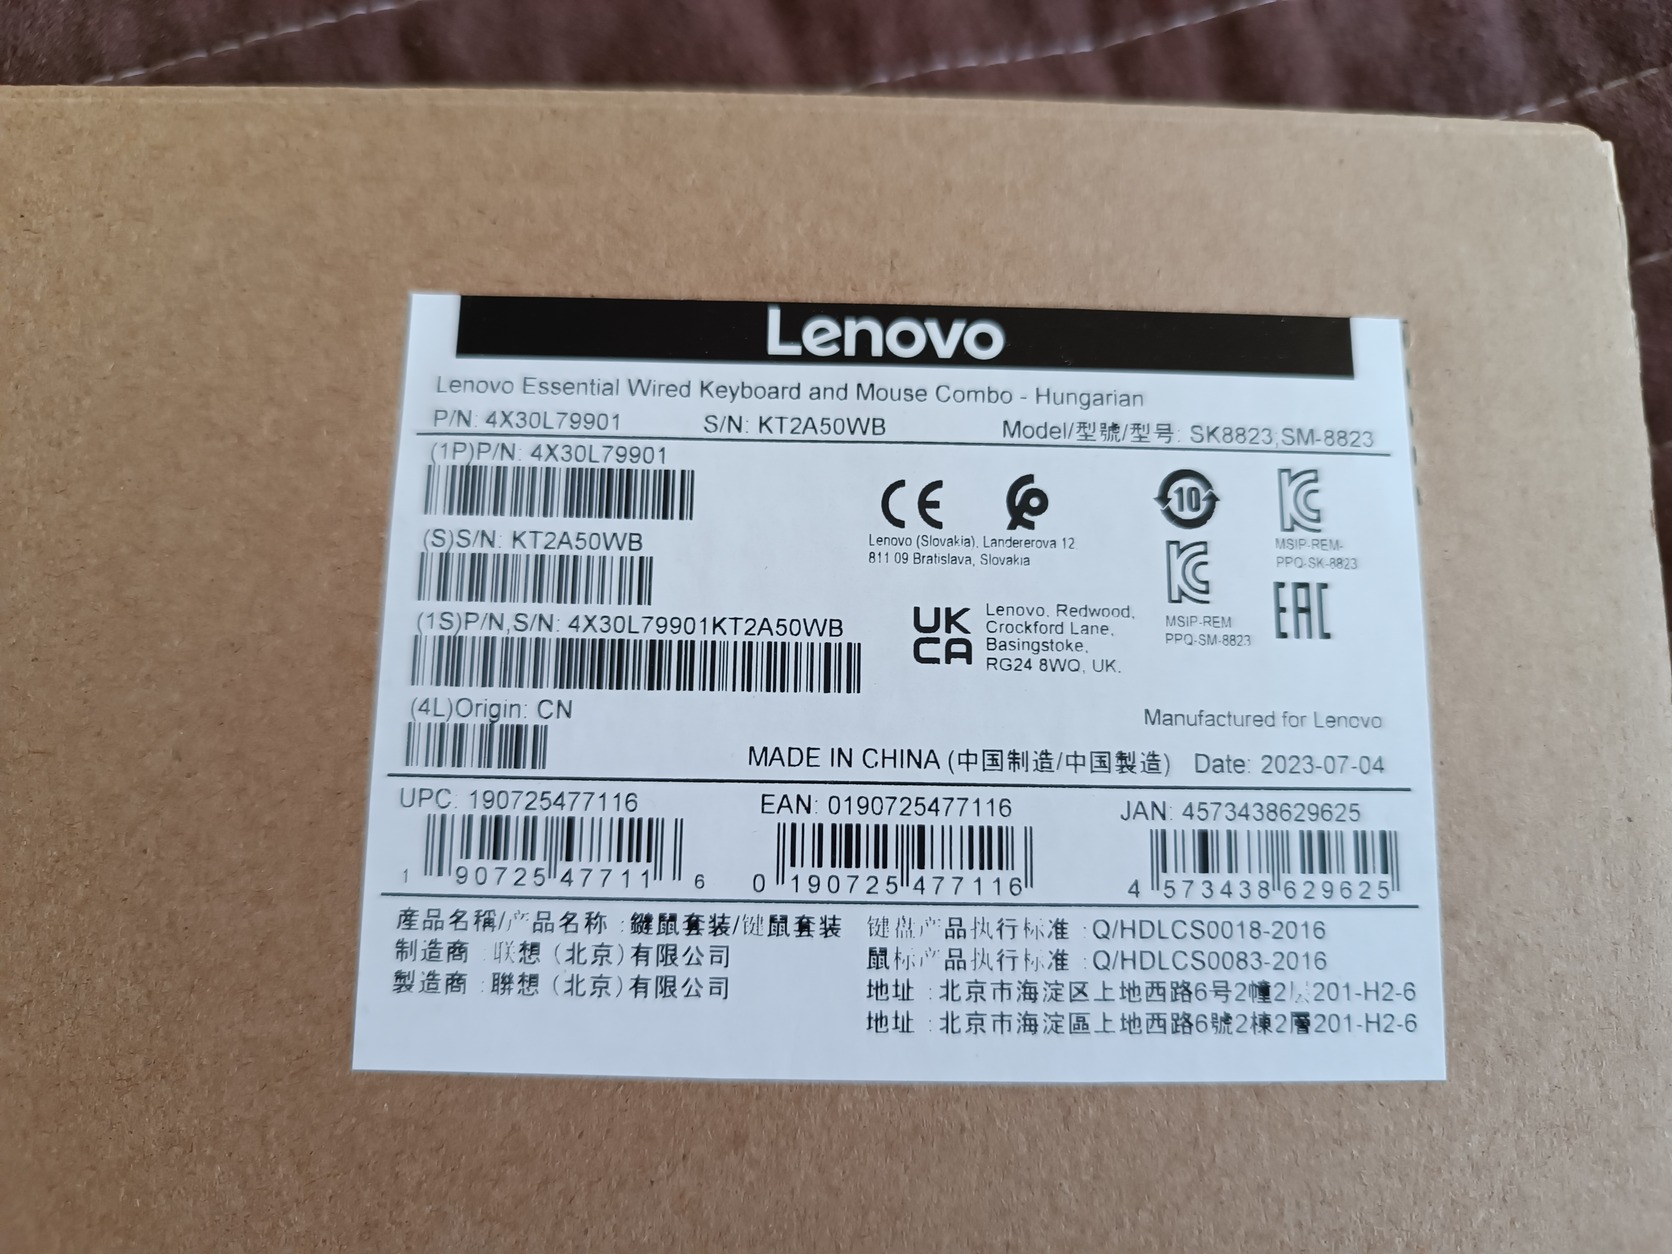 Lenovo
Lenovo Essential Wired Keyboard and Mouse Combo - Hungarian
P/N: 4X30L79901 S/N: KT2A50WB Model/型號/型号: SK8823,SM-8823
(1P)P/N: 4X30L79901
(S)S/N: KT2A50WB
(1S)P/N,S/N: 4X30L79901KT2A50WB
(4L)Origin: CN
CE
Lenovo (Slovakia), Landererova 12
811 09 Bratislava, Slovakia
10
MSIP-REM-
PPQ-SK-8823
MSIP-REM
PPQ-SM-8823
EAC
UK
CA
Lenovo, Redwood,
Crockford Lane,
Basingstoke,
RG24 8WQ, UK.
Manufactured for Lenovo
MADE IN CHINA (中国制造/中国製造) Date: 2023-07-04
UPC: 190725477116 EAN: 0190725477116 JAN: 4573438629625
1 90725 47711 6 0 190725 477116 4 573438 629625
產品名稱/产品名称 :鍵鼠套装/键鼠套装
制造商 :联想（北京）有限公司
製造商 :聯想（北京）有限公司
键盘产品执行标准 :Q/HDLCS0018-2016
鼠标产品执行标准 :Q/HDLCS0083-2016
地址 :北京市海淀区上地西路6号2幢2层201-H2-6
地址 :北京市海淀區上地西路6號2棟2層201-H2-6